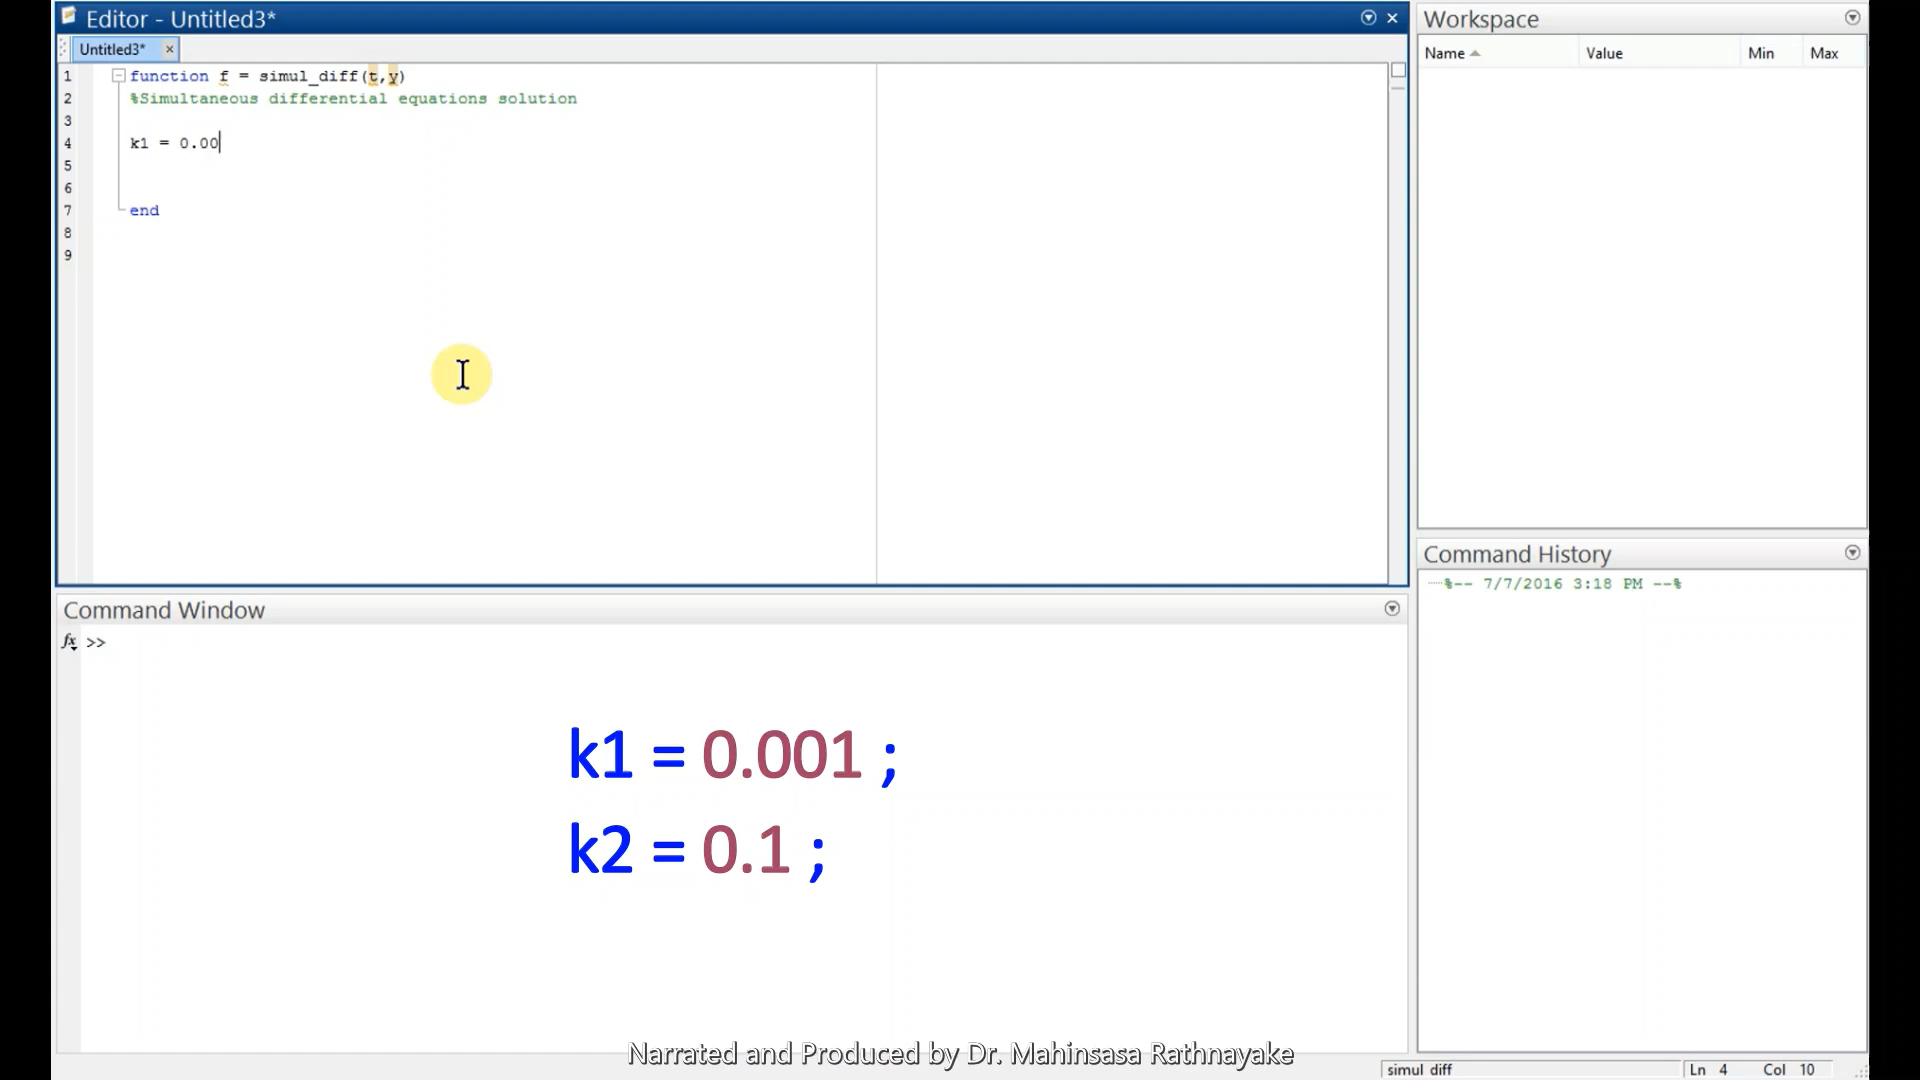 Editor - Untitled3*
Untitled3* ×
1 function f = simul_diff(t,y)
2 %Simultaneous differential equations solution
3
4 k1 = 0.00
5
6
7 end
8
9
Workspace
Name Value Min Max
Command History
%-- 7/7/2016 3:18 PM --%
Command Window
fx >>
k1 = 0.001 ;
k2 = 0.1 ;
Narrated and Produced by Dr. Mahinsasa Rathnayake
simul diff Ln 4 Col 10